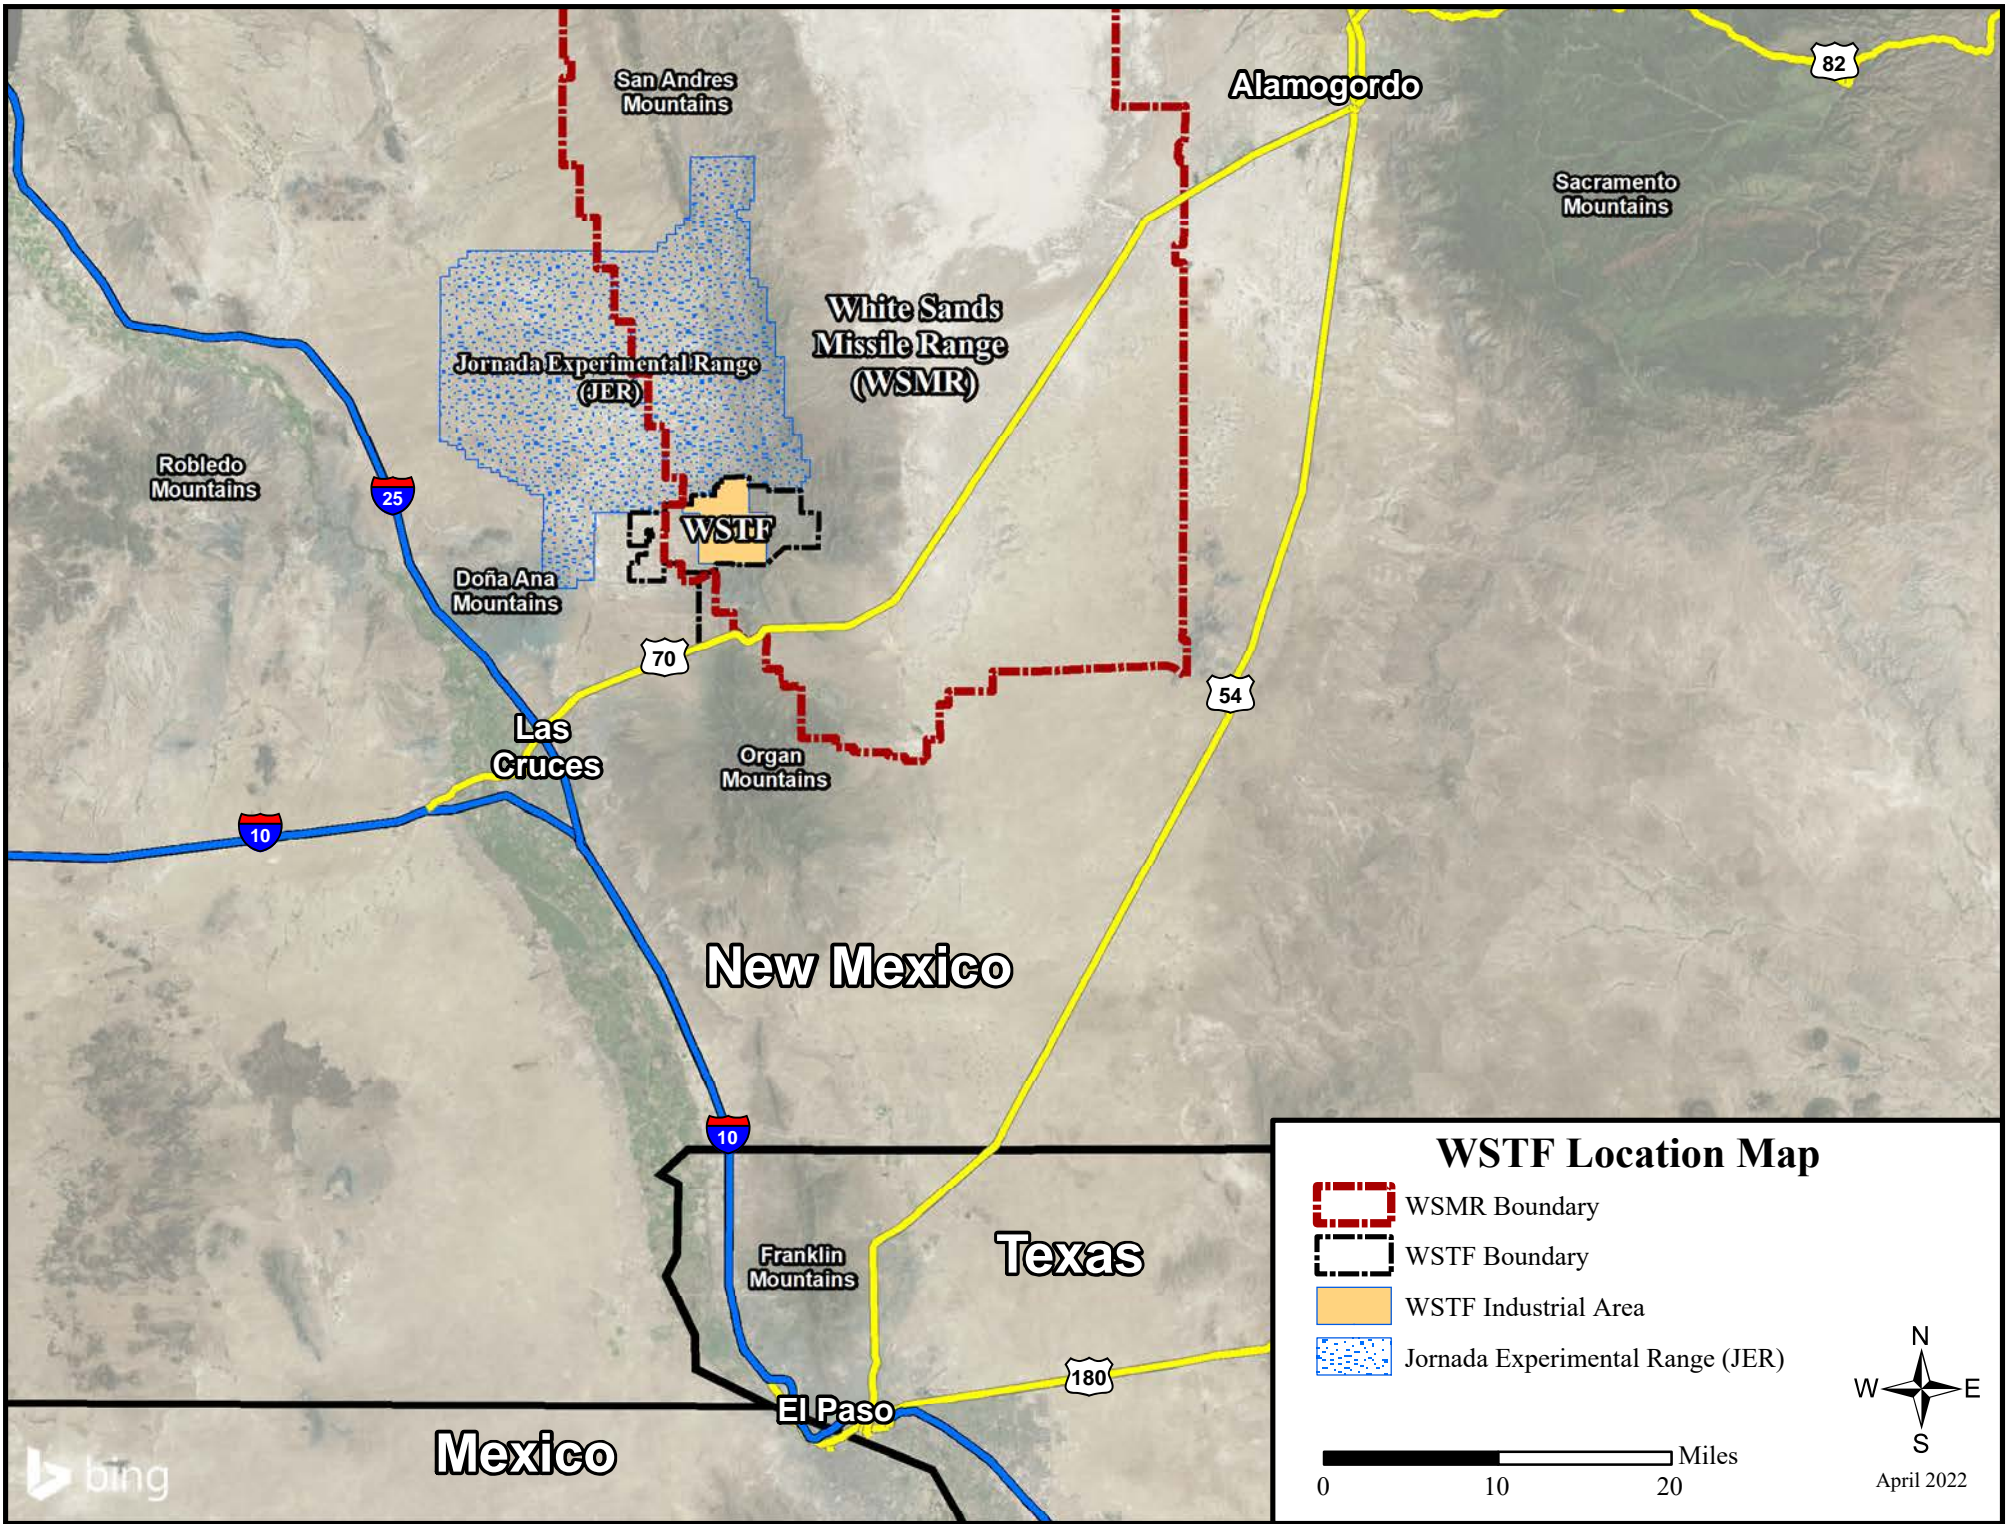 San Andres
Mountains
Alamogordo
82
Sacramento
Mountains
White Sands
Missile Range
(WSMR)
Jornada Experimental Range
(JER)
Robledo
Mountains
25
WSTF
Doña Ana
Mountains
70
54
Las
Cruces
Organ
Mountains
10
New Mexico
10
Texas
Franklin
Mountains
180
El Paso
Mexico
bing
WSTF Location Map
WSMR Boundary
WSTF Boundary
WSTF Industrial Area
Jornada Experimental Range (JER)
N
W E
S
Miles
0 10 20
April 2022